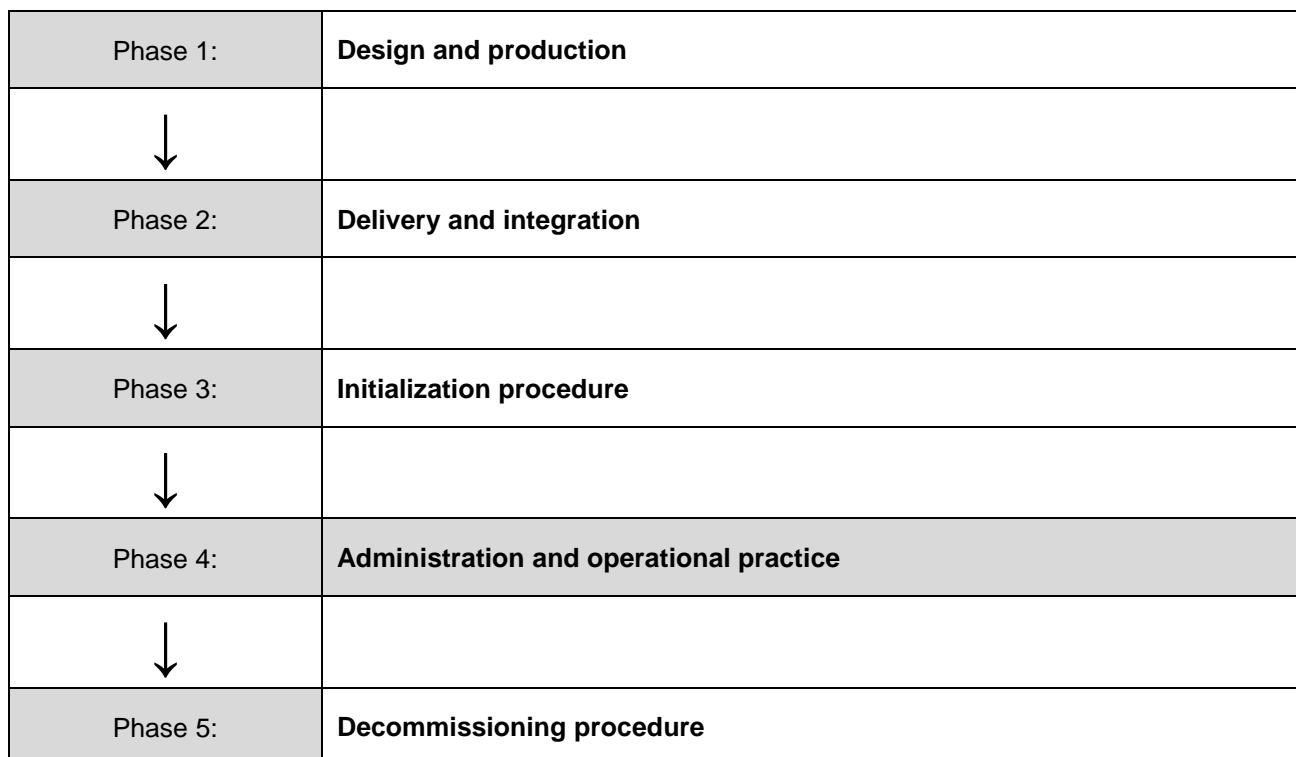 Phase 1: Design and production
↓
Phase 2: Delivery and integration
↓
Phase 3: Initialization procedure
↓
Phase 4: Administration and operational practice
↓
Phase 5: Decommissioning procedure